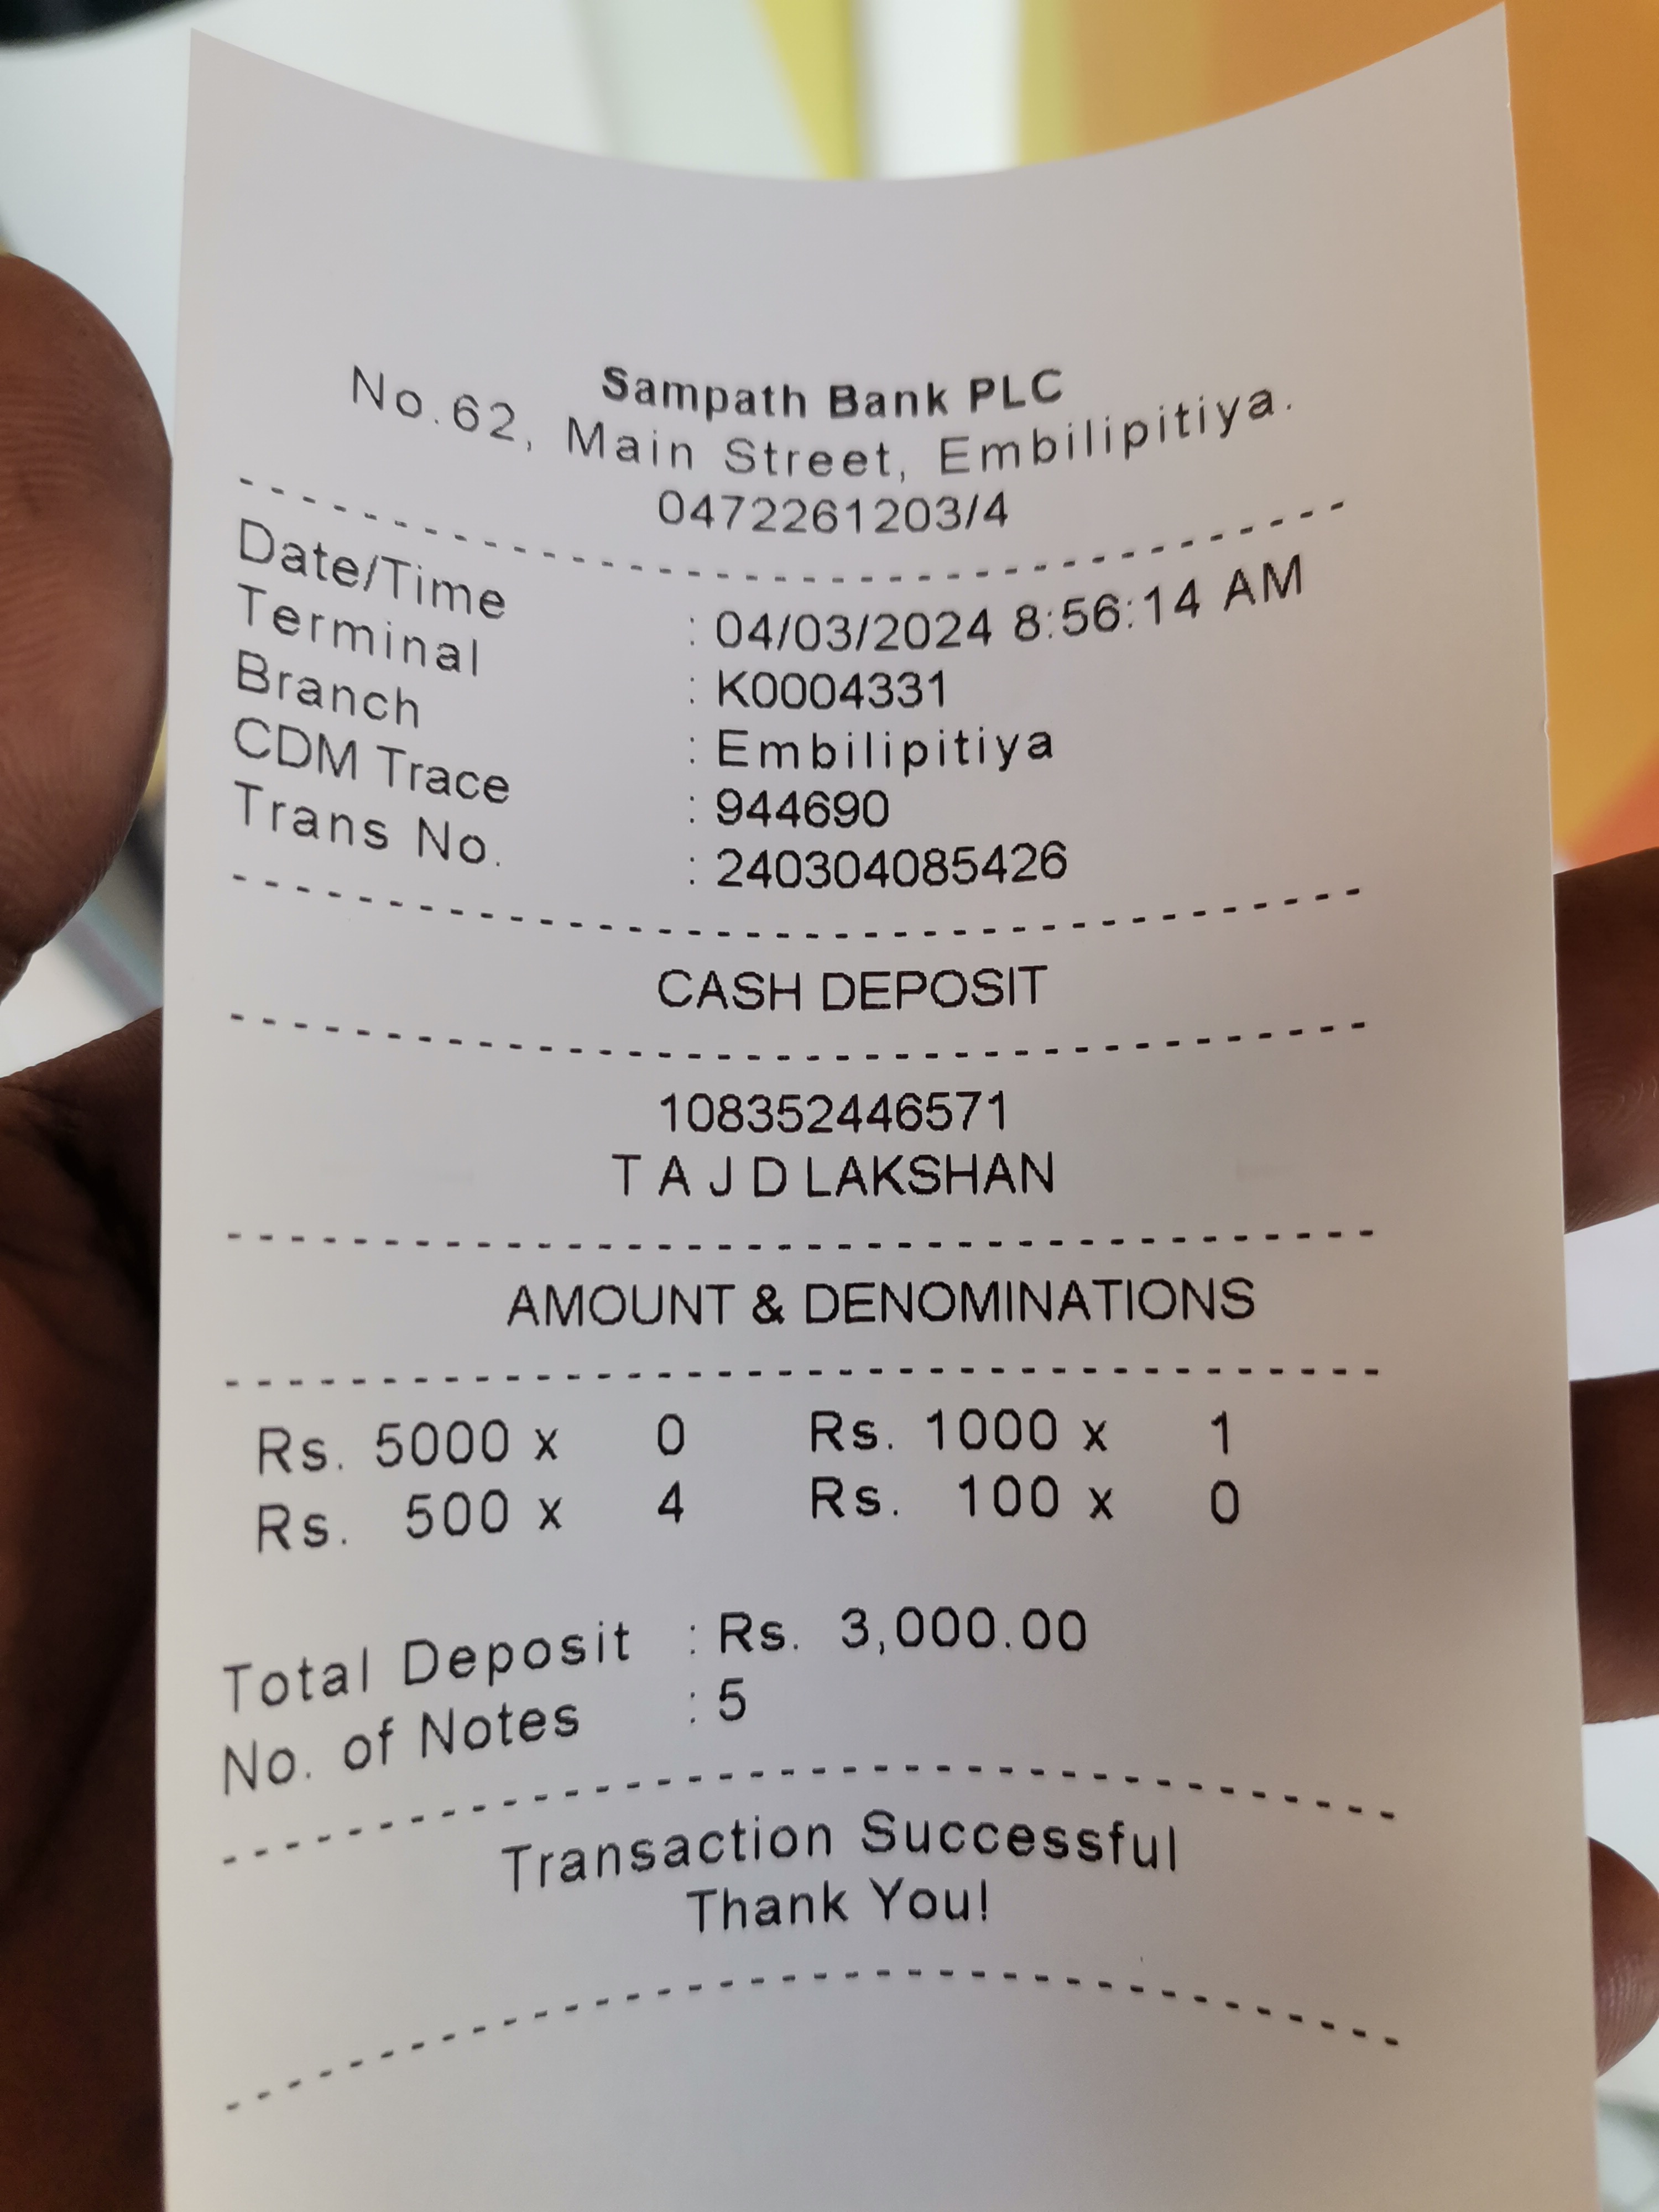 Sampath Bank PLC
No.62, Main Street, Embilipitiya.
0472261203/4
Date/Time : 04/03/2024 8:56:14 AM
Terminal : K0004331
Branch : Embilipitiya
CDM Trace : 944690
Trans No. : 240304085426
CASH DEPOSIT
108352446571
T A J D LAKSHAN
AMOUNT & DENOMINATIONS
Rs. 5000 x 0 Rs. 1000 x 1
Rs. 500 x 4 Rs. 100 x 0
Total Deposit : Rs. 3,000.00
No. of Notes : 5
Transaction Successful
Thank You!